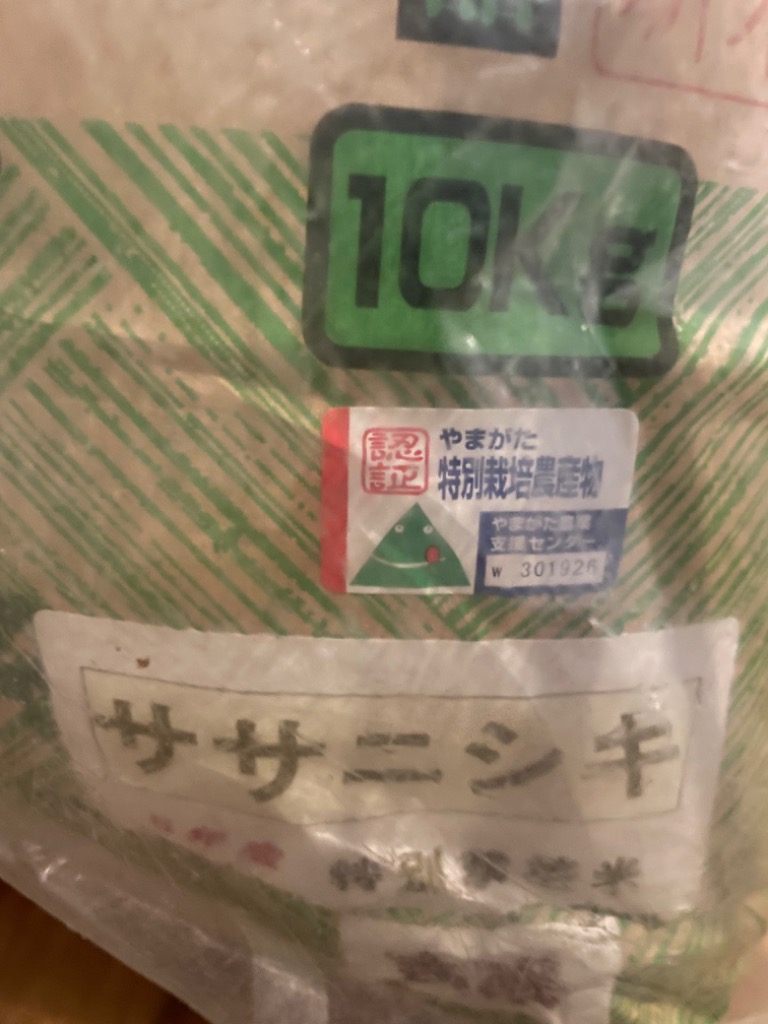 10Kg
認証
やまがた
特別栽培農産物
やまがた農業
支援センター
W 301926
ササニシキ
特別栽培米